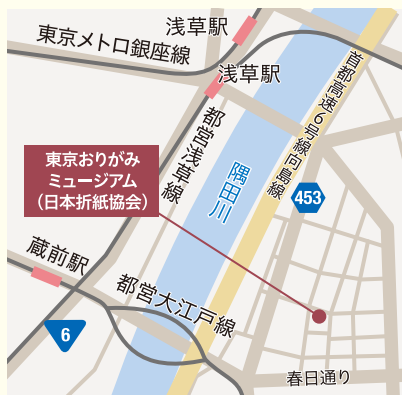 浅草駅
東京メトロ銀座線
浅草駅
首都高速6号線向島線
都営浅草線
東京おりがみ
ミュージアム
（日本折紙協会）
隅田川
453
蔵前駅
都営大江戸線
6
春日通り